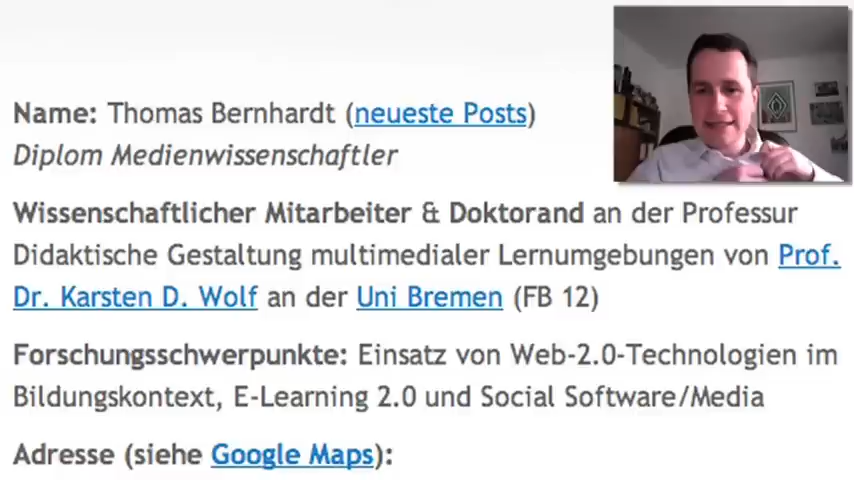 Name: Thomas Bernhardt (neueste Posts)
Diplom Medienwissenschaftler
Wissenschaftlicher Mitarbeiter & Doktorand an der Professur
Didaktische Gestaltung multimedialer Lernumgebungen von Prof.
Dr. Karsten D. Wolf an der Uni Bremen (FB 12)
Forschungsschwerpunkte: Einsatz von Web-2.0-Technologien im
Bildungskontext, E-Learning 2.0 und Social Software/Media
Adresse (siehe Google Maps):